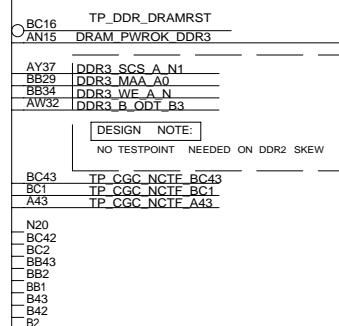 BC16 TP_DDR_DRAMRST
AN15 DRAM_PWROK_DDR3
AY37 DDR3_SCS_A_N1
BB29 DDR3_MAA_A0
BB34 DDR3_WE_A_N
AW32 DDR3_B_ODT_B3
DESIGN NOTE:
NO TESTPOINT NEEDED ON DDR2 SKEW
BC43 TP_CGC_NCTF_BC43
BC1 TP_CGC_NCTF_BC1
A43 TP_CGC_NCTF_A43
N20
BC42
BC2
BB43
BB2
BB1
B43
B42
B2